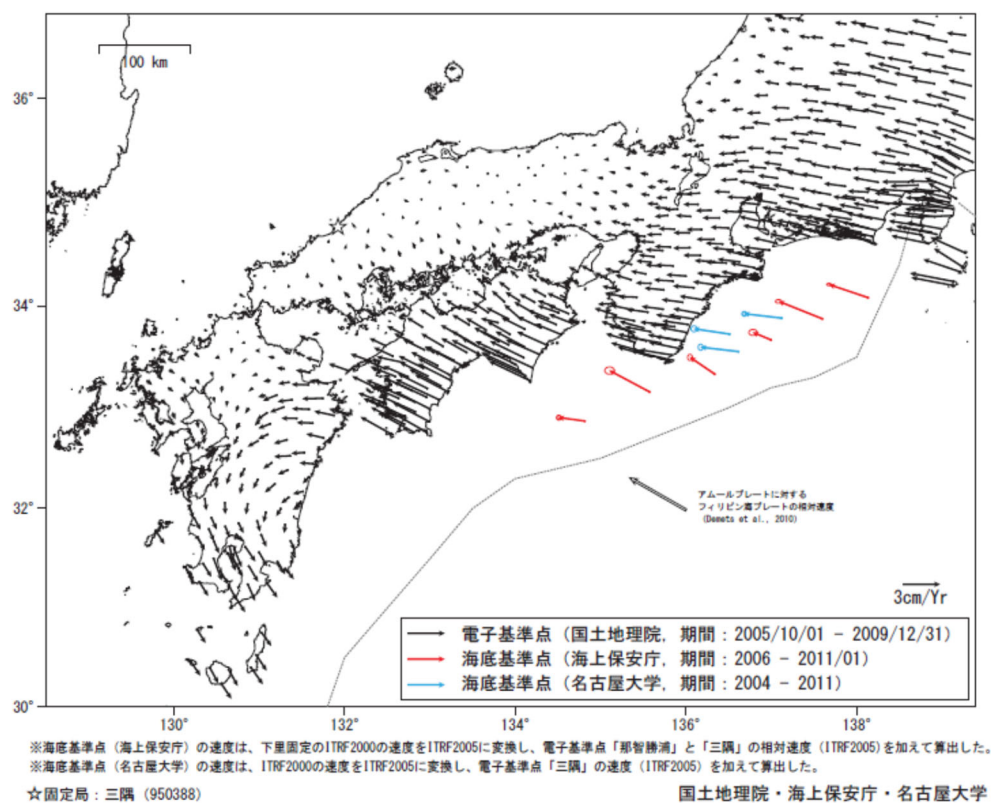 100 km
36°
35°
34°
33°
32°
31°
30°
130°
132°
134°
136°
138°
アムールプレートに対する
フィリピン海プレートの相対速度
(Demets et al., 2010)
3cm/Yr
電子基準点（国土地理院, 期間：2005/10/01 - 2009/12/31）
海底基準点（海上保安庁, 期間：2006 - 2011/01）
海底基準点（名古屋大学, 期間：2004 - 2011）
※海底基準点（海上保安庁）の速度は、下里固定のITRF2000の速度をITRF2005に変換し、電子基準点「那智勝浦」と「三隅」の相対速度（ITRF2005)を加えて算出した。
※海底基準点（名古屋大学）の速度は、ITRF2000の速度をITRF2005に変換し、電子基準点「三隅」の速度（ITRF2005）を加えて算出した。
☆固定局：三隅（950388）
国土地理院・海上保安庁・名古屋大学